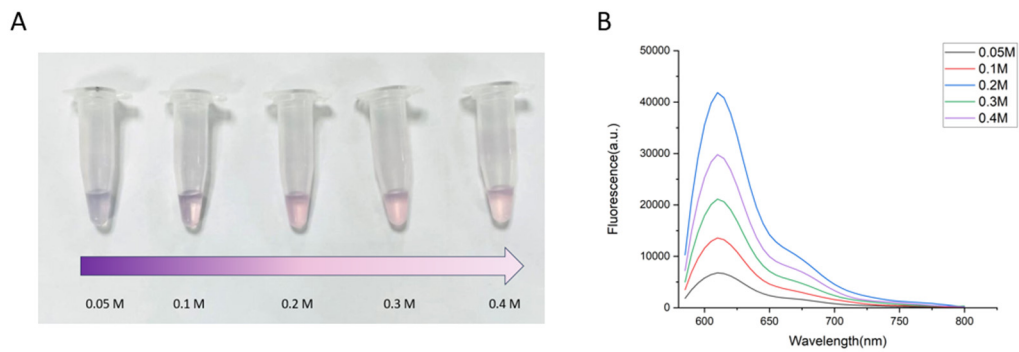 A
0.05 M
0.1 M
0.2 M
0.3 M
0.4 M
B
Fluorescence(a.u.)
50000
40000
30000
20000
10000
0
600
650
700
750
800
Wavelength(nm)
0.05M
0.1M
0.2M
0.3M
0.4M